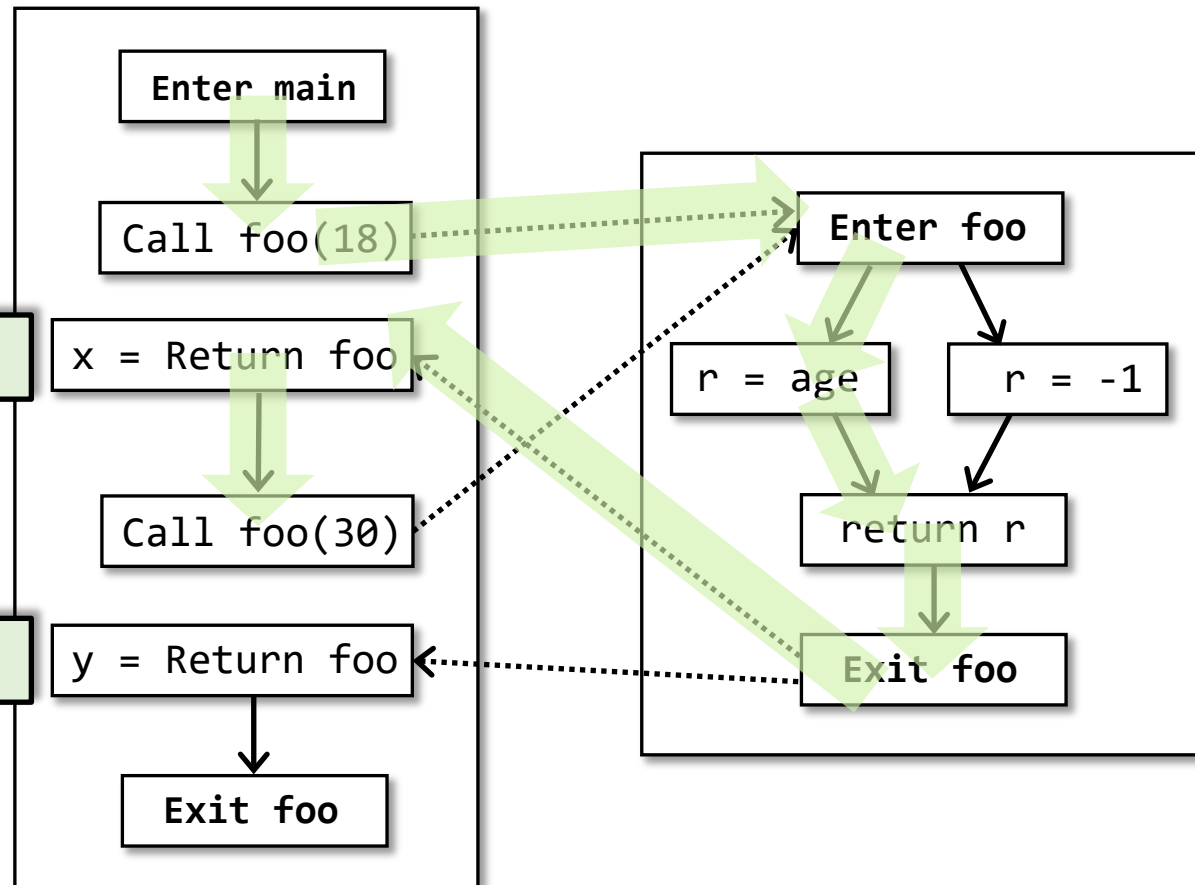 Enter main
Call foo(18)
x = Return foo
Call foo(30)
y = Return foo
Exit foo
Enter foo
r = age
r = -1
return r
Exit foo